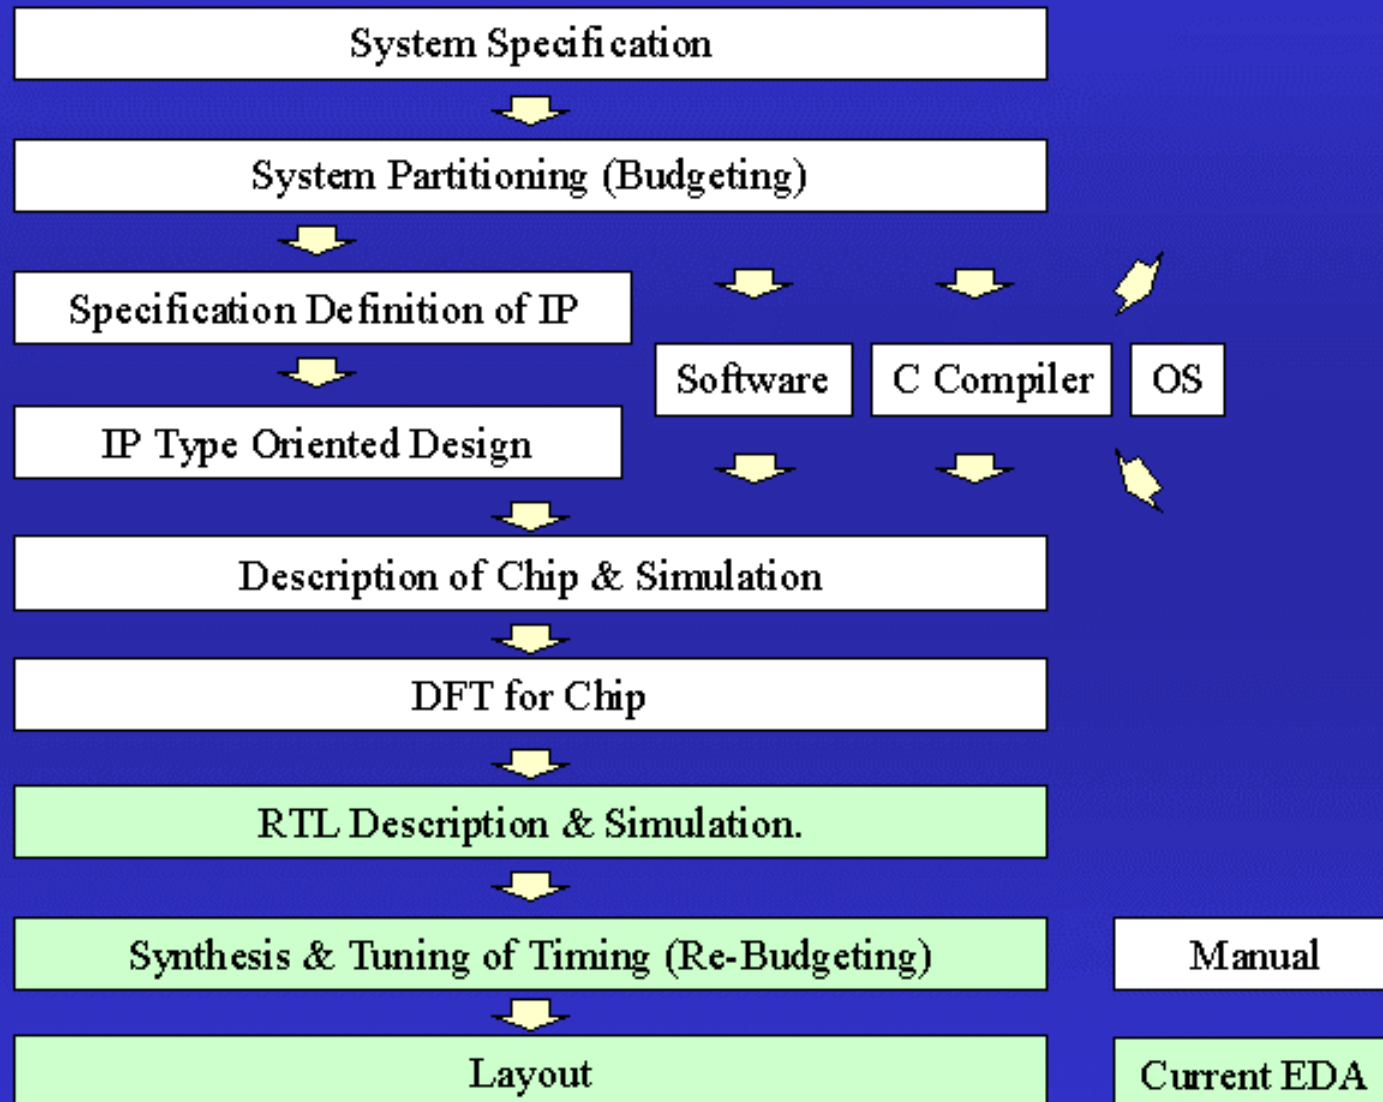 System Specification
System Partitioning (Budgeting)
Specification Definition of IP
Software
C Compiler
OS
IP Type Oriented Design
Description of Chip & Simulation
DFT for Chip
RTL Description & Simulation.
Synthesis & Tuning of Timing (Re-Budgeting)
Manual
Layout
Current EDA